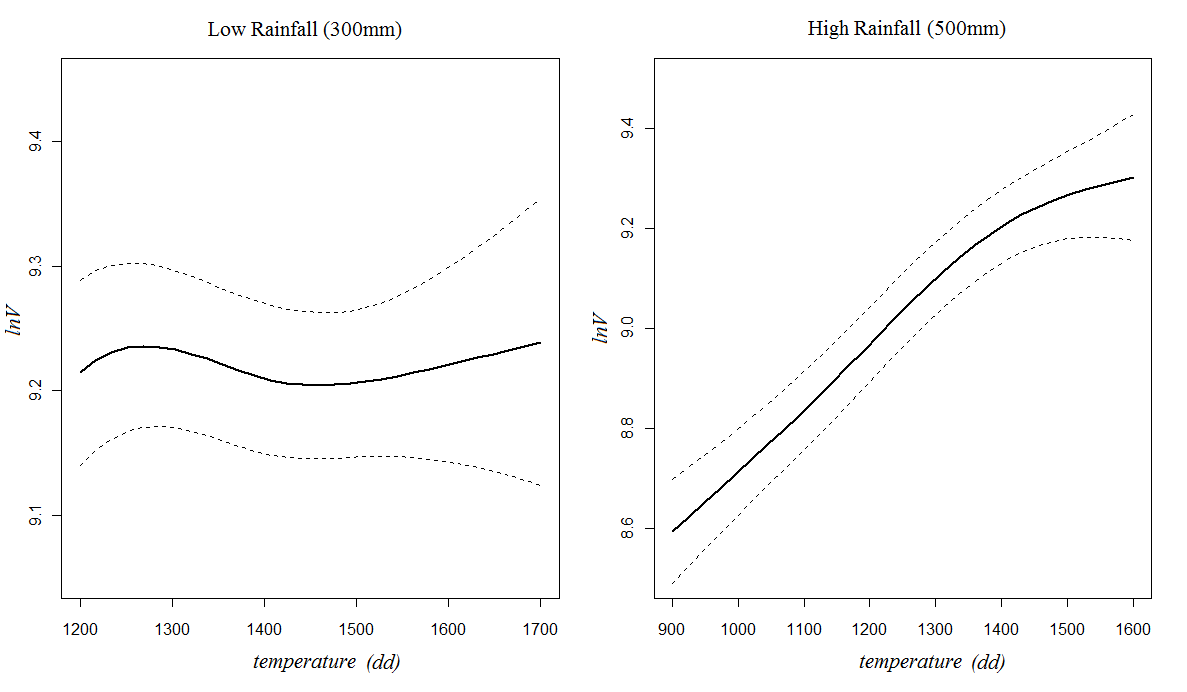 Low Rainfall (300mm)
lnV
9.4
9.3
9.2
9.1
1200 1300 1400 1500 1600 1700
temperature (dd)
High Rainfall (500mm)
lnV
9.4
9.2
9.0
8.8
8.6
900 1000 1100 1200 1300 1400 1500 1600
temperature (dd)